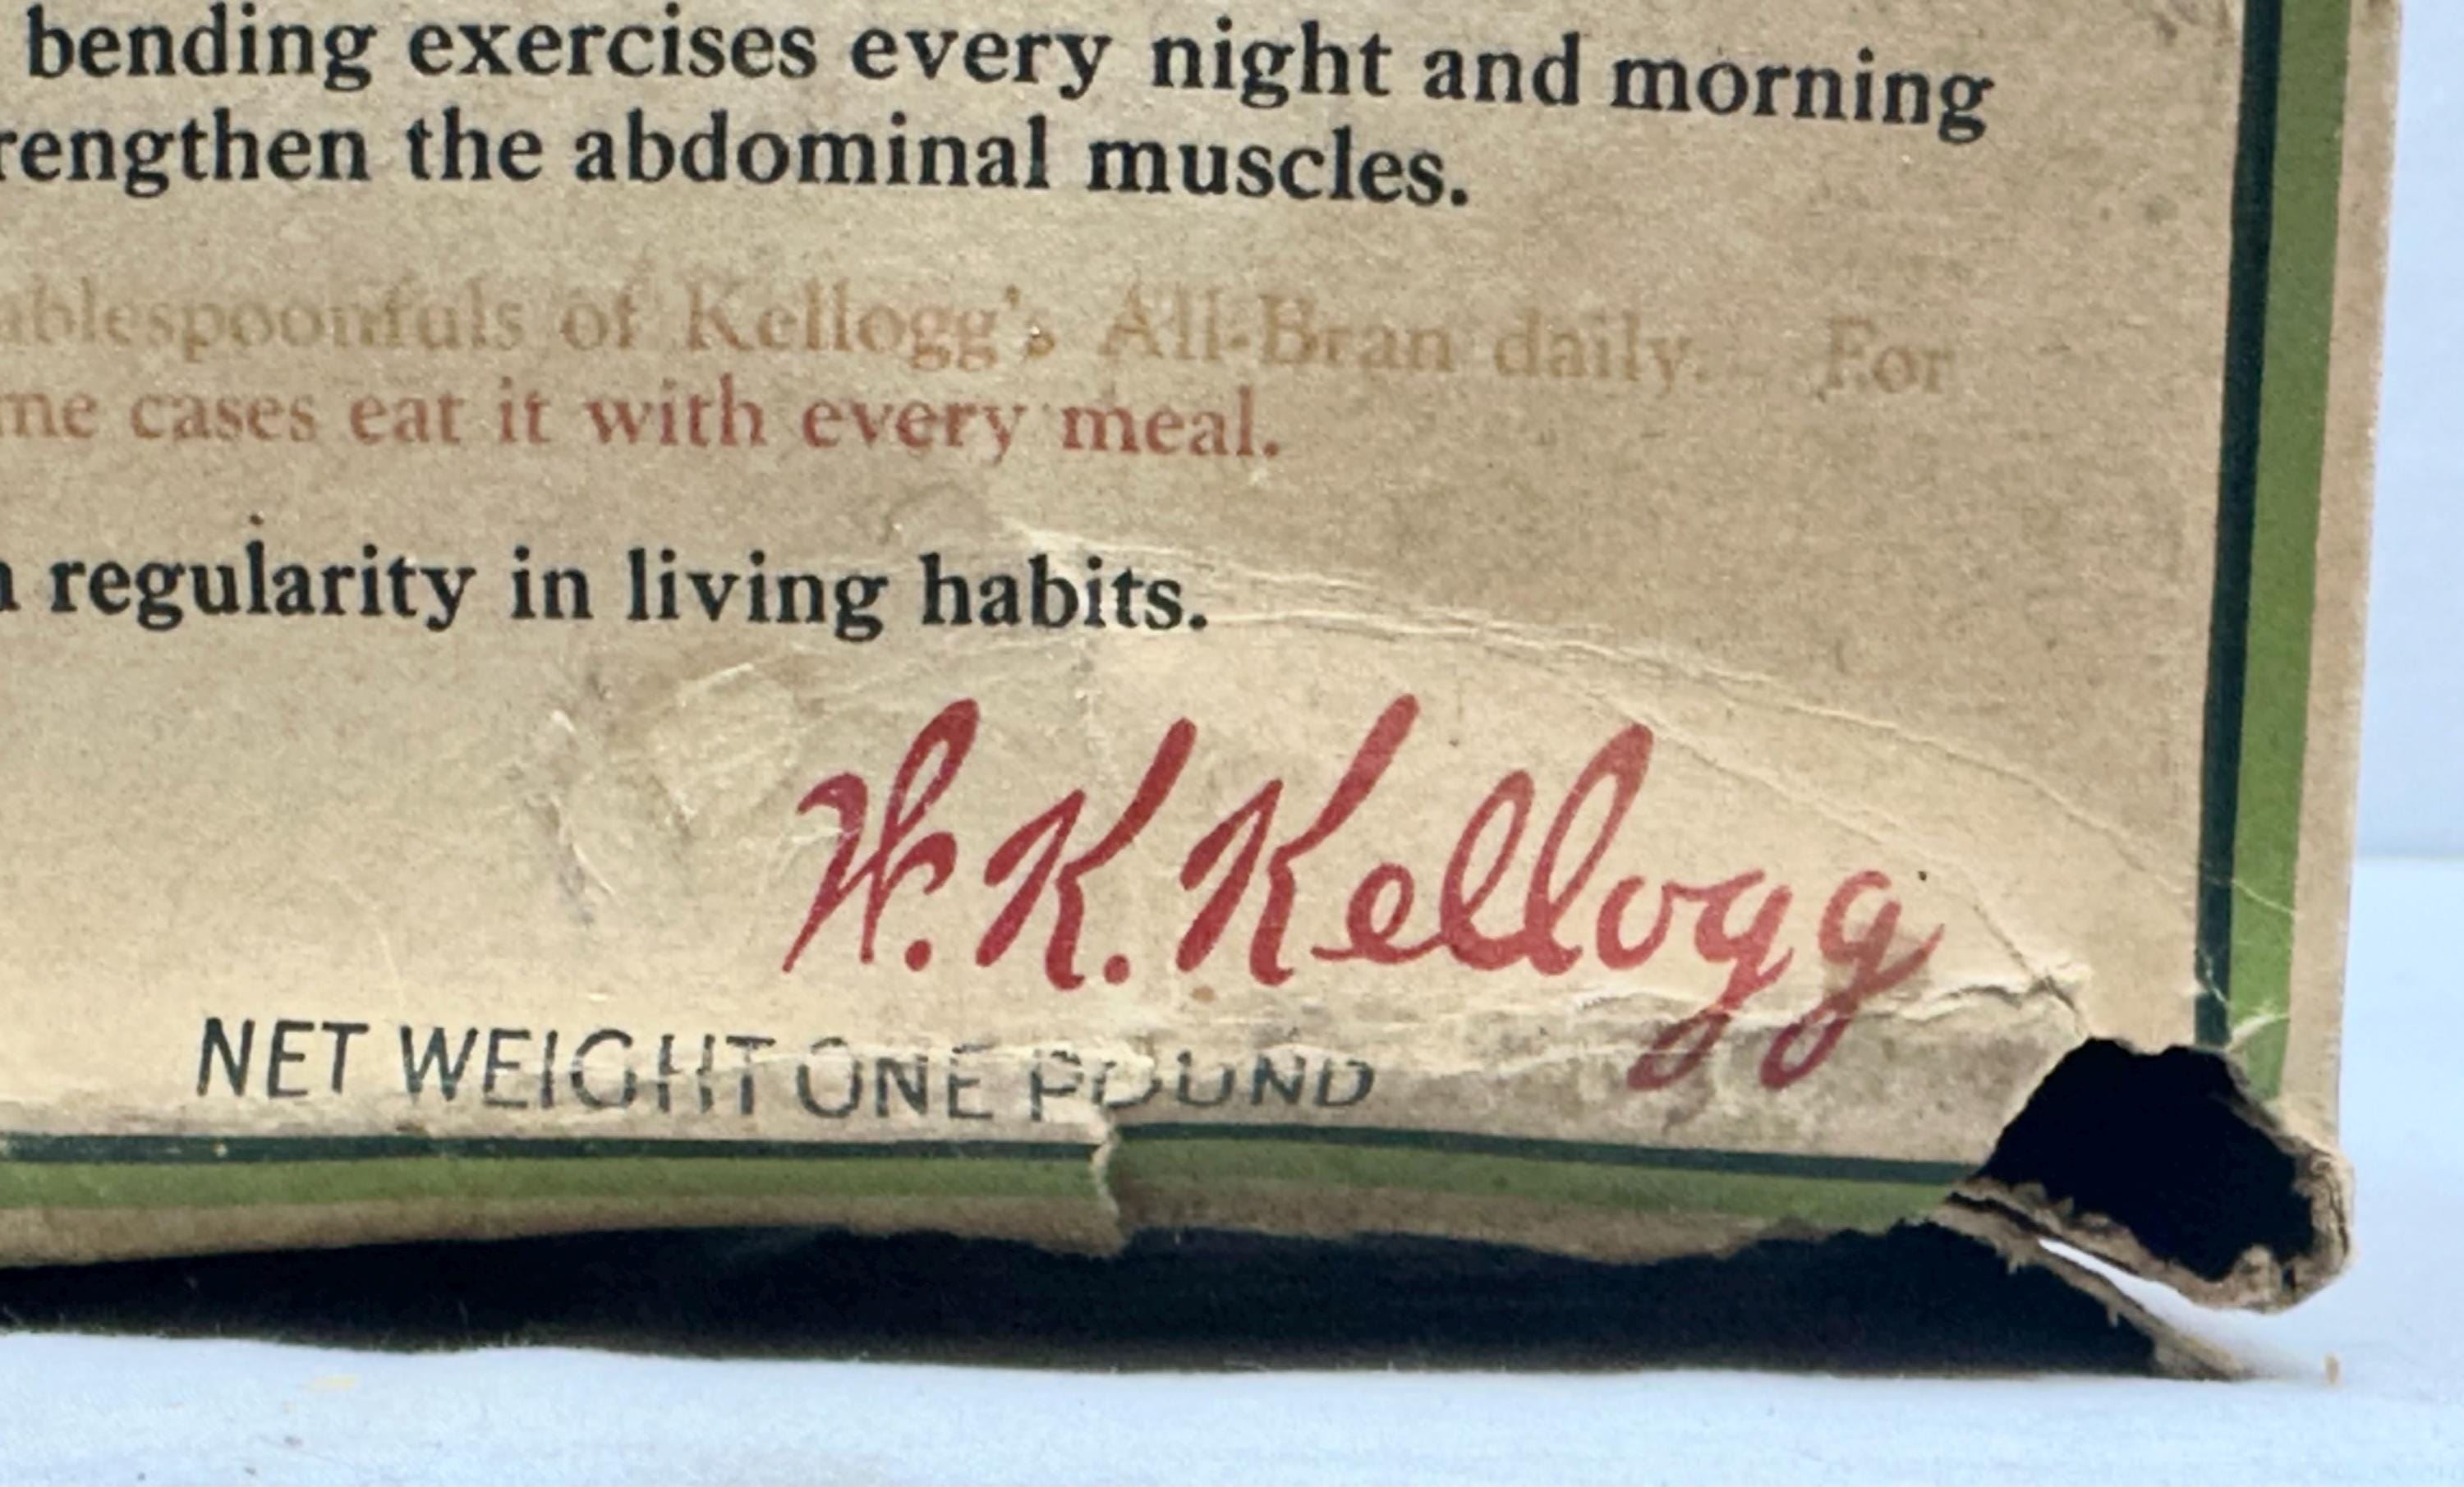 bending exercises every night and morning
rengthen the abdominal muscles.
ablespoonfuls of Kellogg's All-Bran daily. For
me cases eat it with every meal.
n regularity in living habits.
W. K. Kellogg
NET WEIGHT ONE POUND